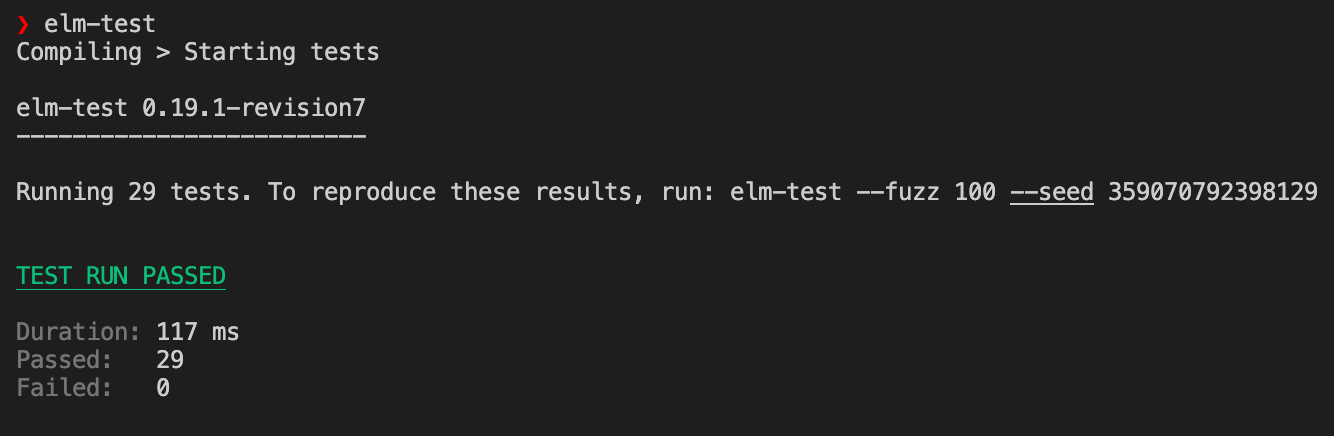 ❯ elm-test
Compiling > Starting tests
elm-test 0.19.1-revision7
-------------------------
Running 29 tests. To reproduce these results, run: elm-test --fuzz 100 --seed 359070792398129
TEST RUN PASSED
Duration: 117 ms
Passed:   29
Failed:   0